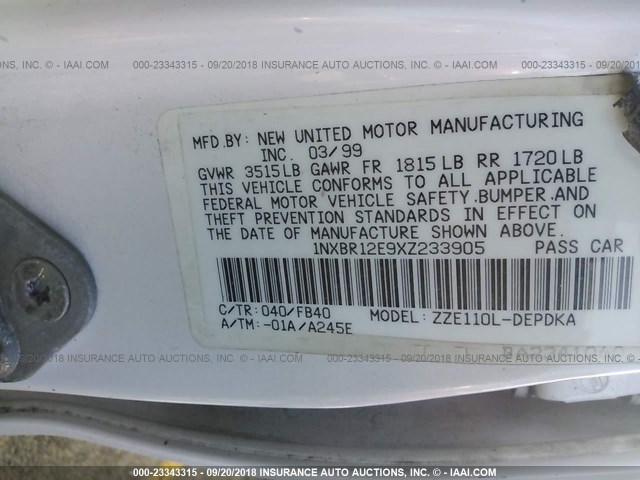 INC. - IAAI.COM 000-23343315 - 09/20/2018 INSURANCE AUTO AUCTIONS, INC. - IAAI.COM 000-23343315 - 09/20/2018
MFD.BY: NEW UNITED MOTOR MANUFACTURING
INC. 03/99
GVWR 3515LB GAWR FR 1815LB RR 1720LB
THIS VEHICLE CONFORMS TO ALL APPLICABLE
FEDERAL MOTOR VEHICLE SAFETY.BUMPER.AND
THEFT PREVENTION STANDARDS IN EFFECT ON
THE DATE OF MANUFACTURE SHOWN ABOVE.
1NXBR12E9XZ233905 PASS CAR
C/TR: 040/FB40 MODEL: ZZE110L-DEPDKA
A/TM: -01A/A245E
000-23343315 - 09/20/2018 INSURANCE AUTO AUCTIONS, INC. - IAAI.COM